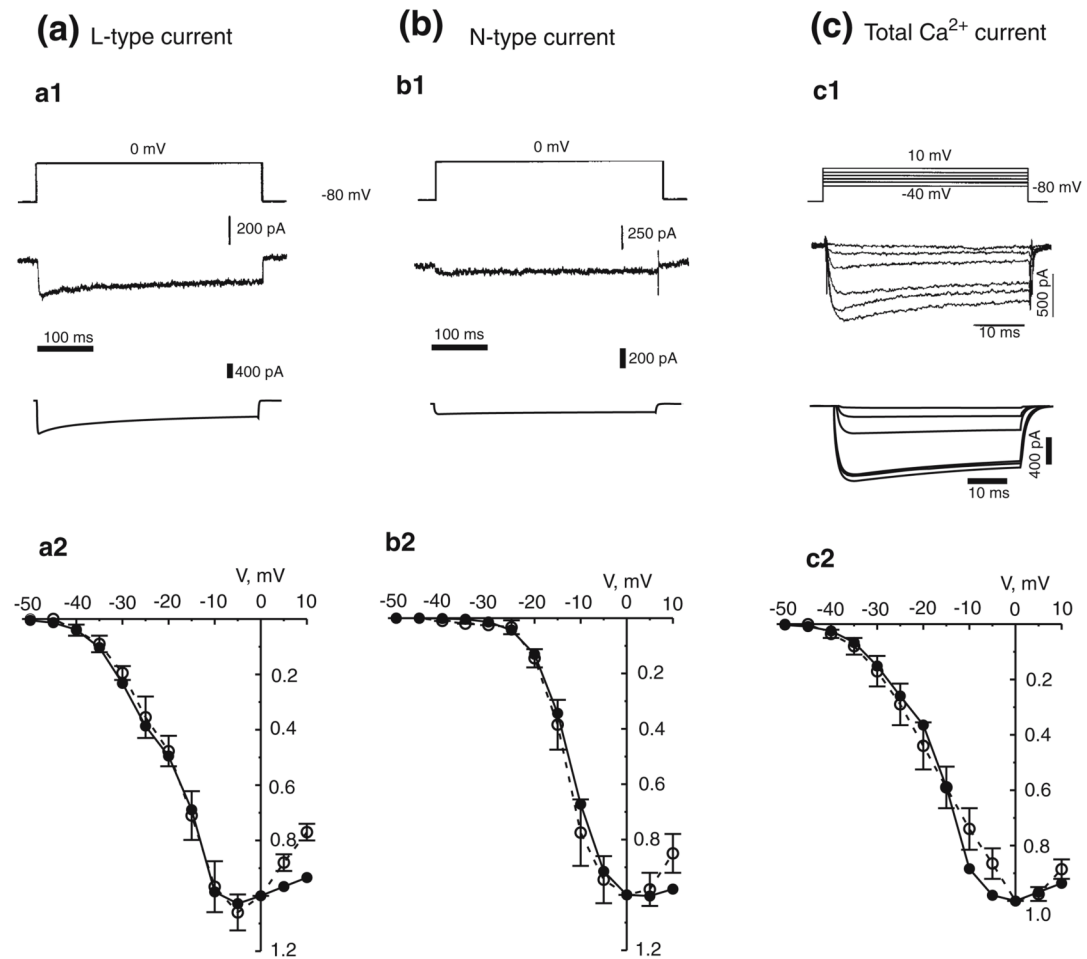 (a) L-type current
a1
0 mV
-80 mV
200 pA
100 ms
400 pA
a2
V, mV
-50 -40 -30 -20 -10 0 10
0.2
0.4
0.6
0.8
1.2
(b) N-type current
b1
0 mV
250 pA
100 ms
200 pA
b2
V, mV
-50 -40 -30 -20 -10 0 10
0.2
0.4
0.6
0.8
1.2
(c) Total Ca2+ current
c1
10 mV
-40 mV
-80 mV
500 pA
10 ms
400 pA
10 ms
c2
V, mV
-50 -40 -30 -20 -10 0 10
0.2
0.4
0.6
0.8
1.0